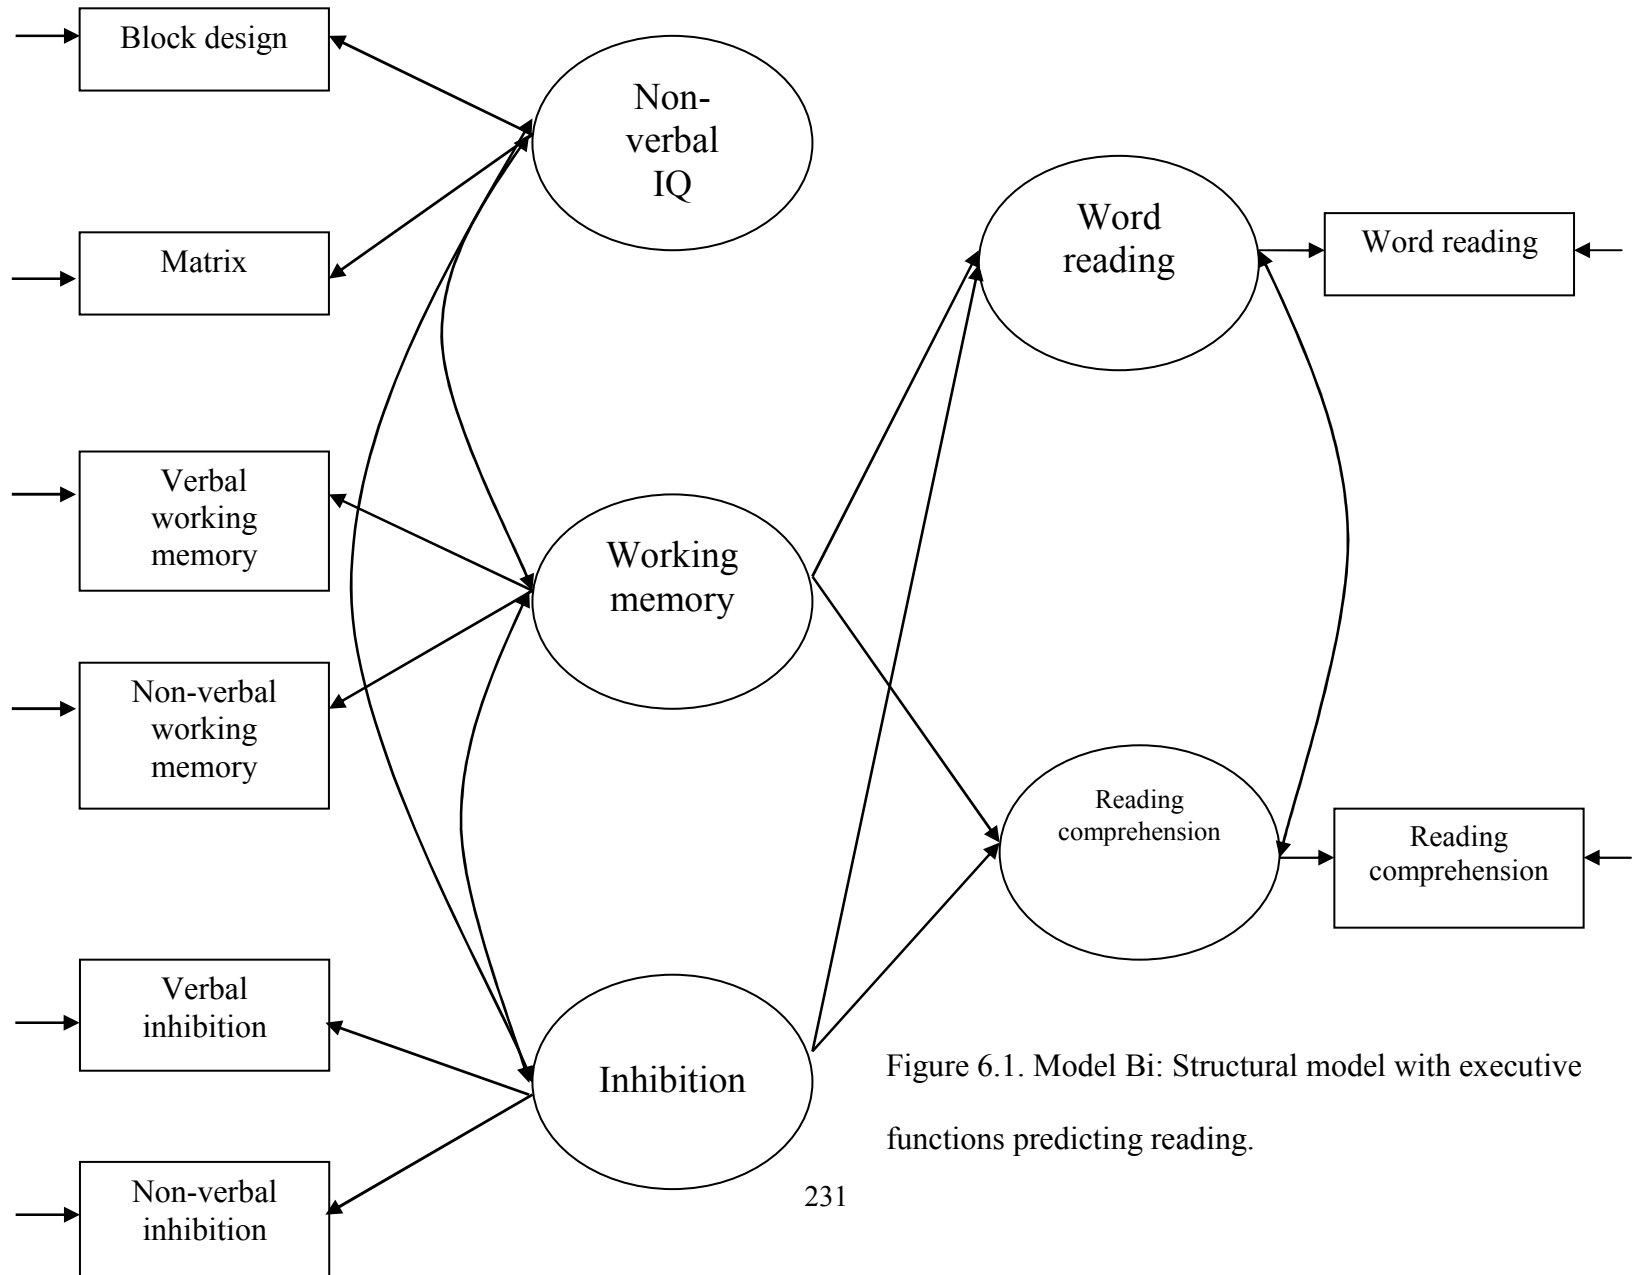 Block design
Matrix
Verbal
working
memory
Non-verbal
working
memory
Verbal
inhibition
Non-verbal
inhibition
Non-
verbal
IQ
Working
memory
Inhibition
Word
reading
Reading
comprehension
Word reading
Reading
comprehension
Figure 6.1. Model Bi: Structural model with executive
functions predicting reading.
231